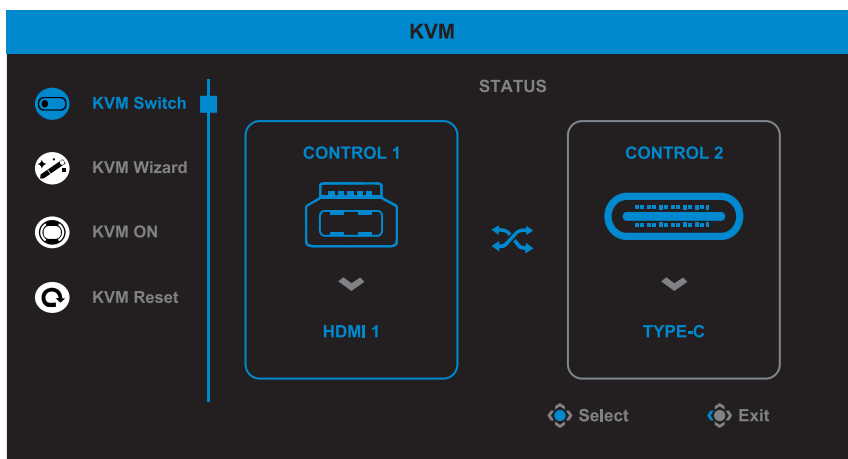 KVM
KVM Switch
KVM Wizard
KVM ON
KVM Reset
STATUS
CONTROL 1
HDMI 1
CONTROL 2
TYPE-C
Select
Exit